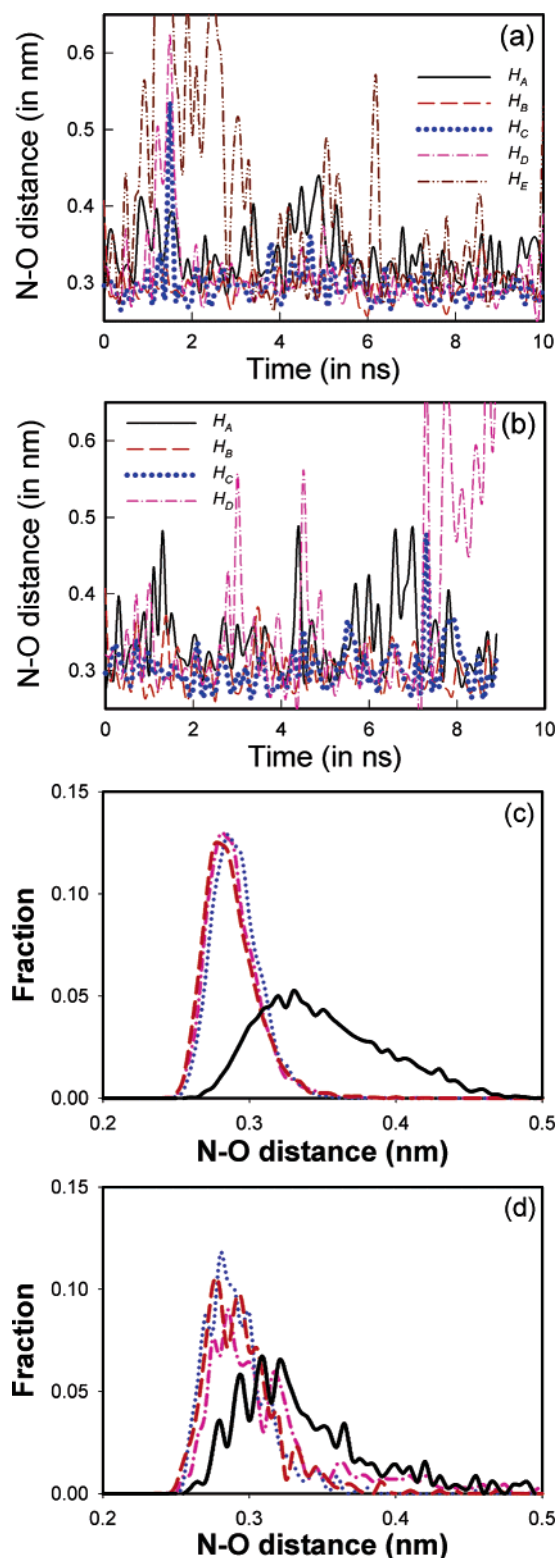 (a)
N-O distance (in nm)
0.6
0.5
0.4
0.3
H_A
H_B
H_C
H_D
H_E
0 2 4 6 8 10
Time (in ns)
(b)
N-O distance (in nm)
0.6
0.5
0.4
0.3
H_A
H_B
H_C
H_D
0 2 4 6 8 10
Time (in ns)
(c)
Fraction
0.15
0.10
0.05
0.00
0.2 0.3 0.4 0.5
N-O distance (nm)
(d)
Fraction
0.15
0.10
0.05
0.00
0.2 0.3 0.4 0.5
N-O distance (nm)